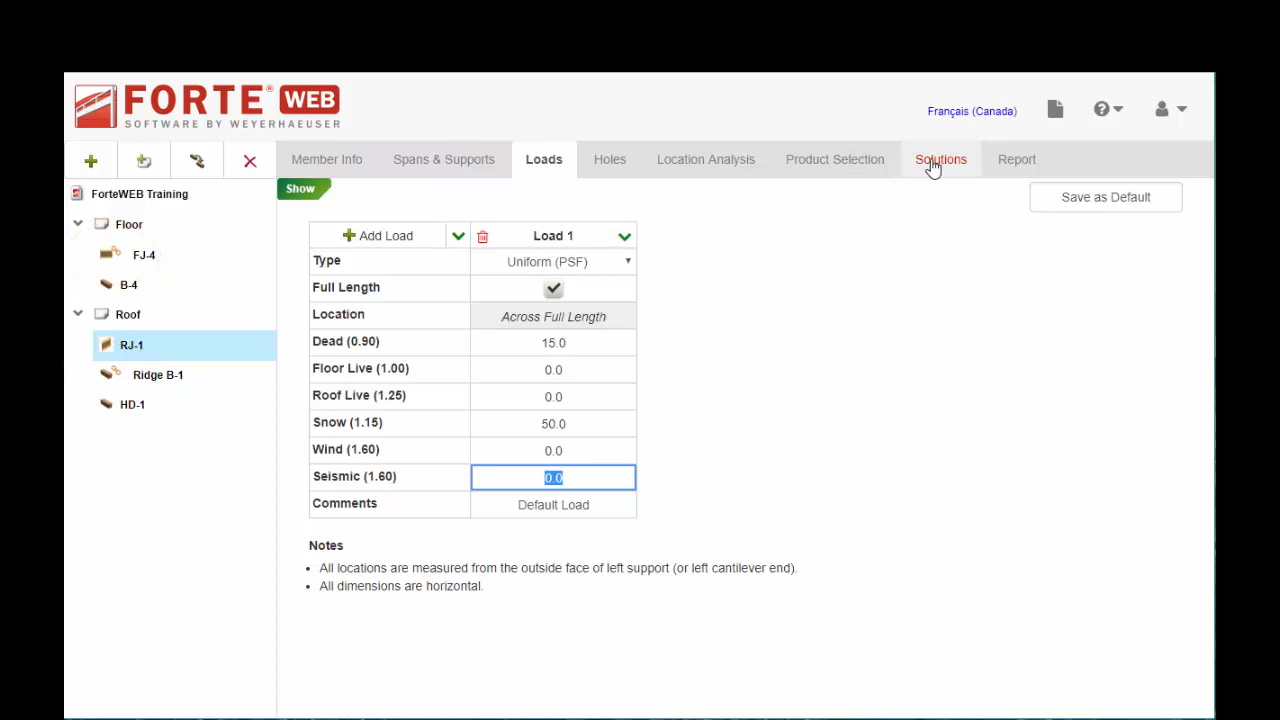 FORTE® WEB
SOFTWARE BY WEYERHAEUSER
Français (Canada)
Member Info Spans & Supports Loads Holes Location Analysis Product Selection Solutions Report
ForteWEB Training
Floor
FJ-4
B-4
Roof
RJ-1
Ridge B-1
HD-1
Show
Save as Default
Add Load Load 1
Type Uniform (PSF)
Full Length
Location Across Full Length
Dead (0.90) 15.0
Floor Live (1.00) 0.0
Roof Live (1.25) 0.0
Snow (1.15) 50.0
Wind (1.60) 0.0
Seismic (1.60) 0.0
Comments Default Load
Notes
• All locations are measured from the outside face of left support (or left cantilever end).
• All dimensions are horizontal.